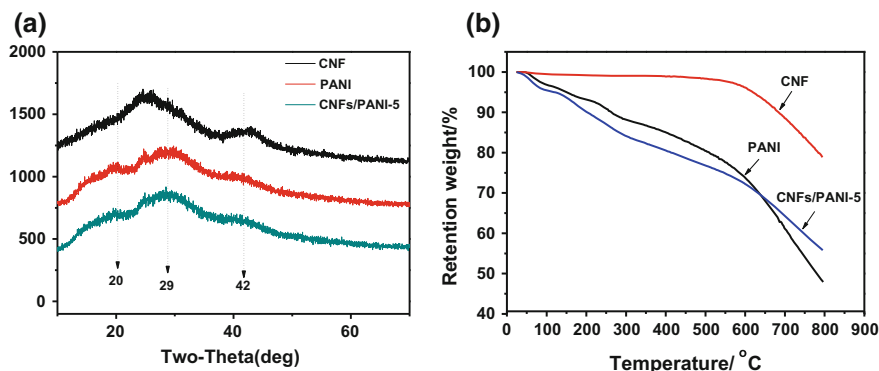 (a)
2000
1500
1000
500
0
CNF
PANI
CNFs/PANI-5
20
29
42
20
40
60
Two-Theta(deg)
(b)
Retention weight/%
100
90
80
70
60
50
40
CNF
PANI
CNFs/PANI-5
0
100
200
300
400
500
600
700
800
900
Temperature/ °C